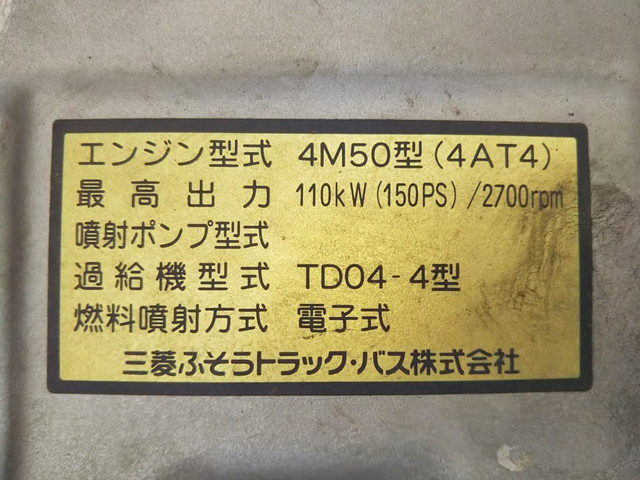 エンジン型式 4M50型(4AT4)
最高出力 110kW(150PS)/2700rpm
噴射ポンプ型式
過給機型式 TD04-4型
燃料噴射方式 電子式
三菱ふそうトラック・バス株式会社